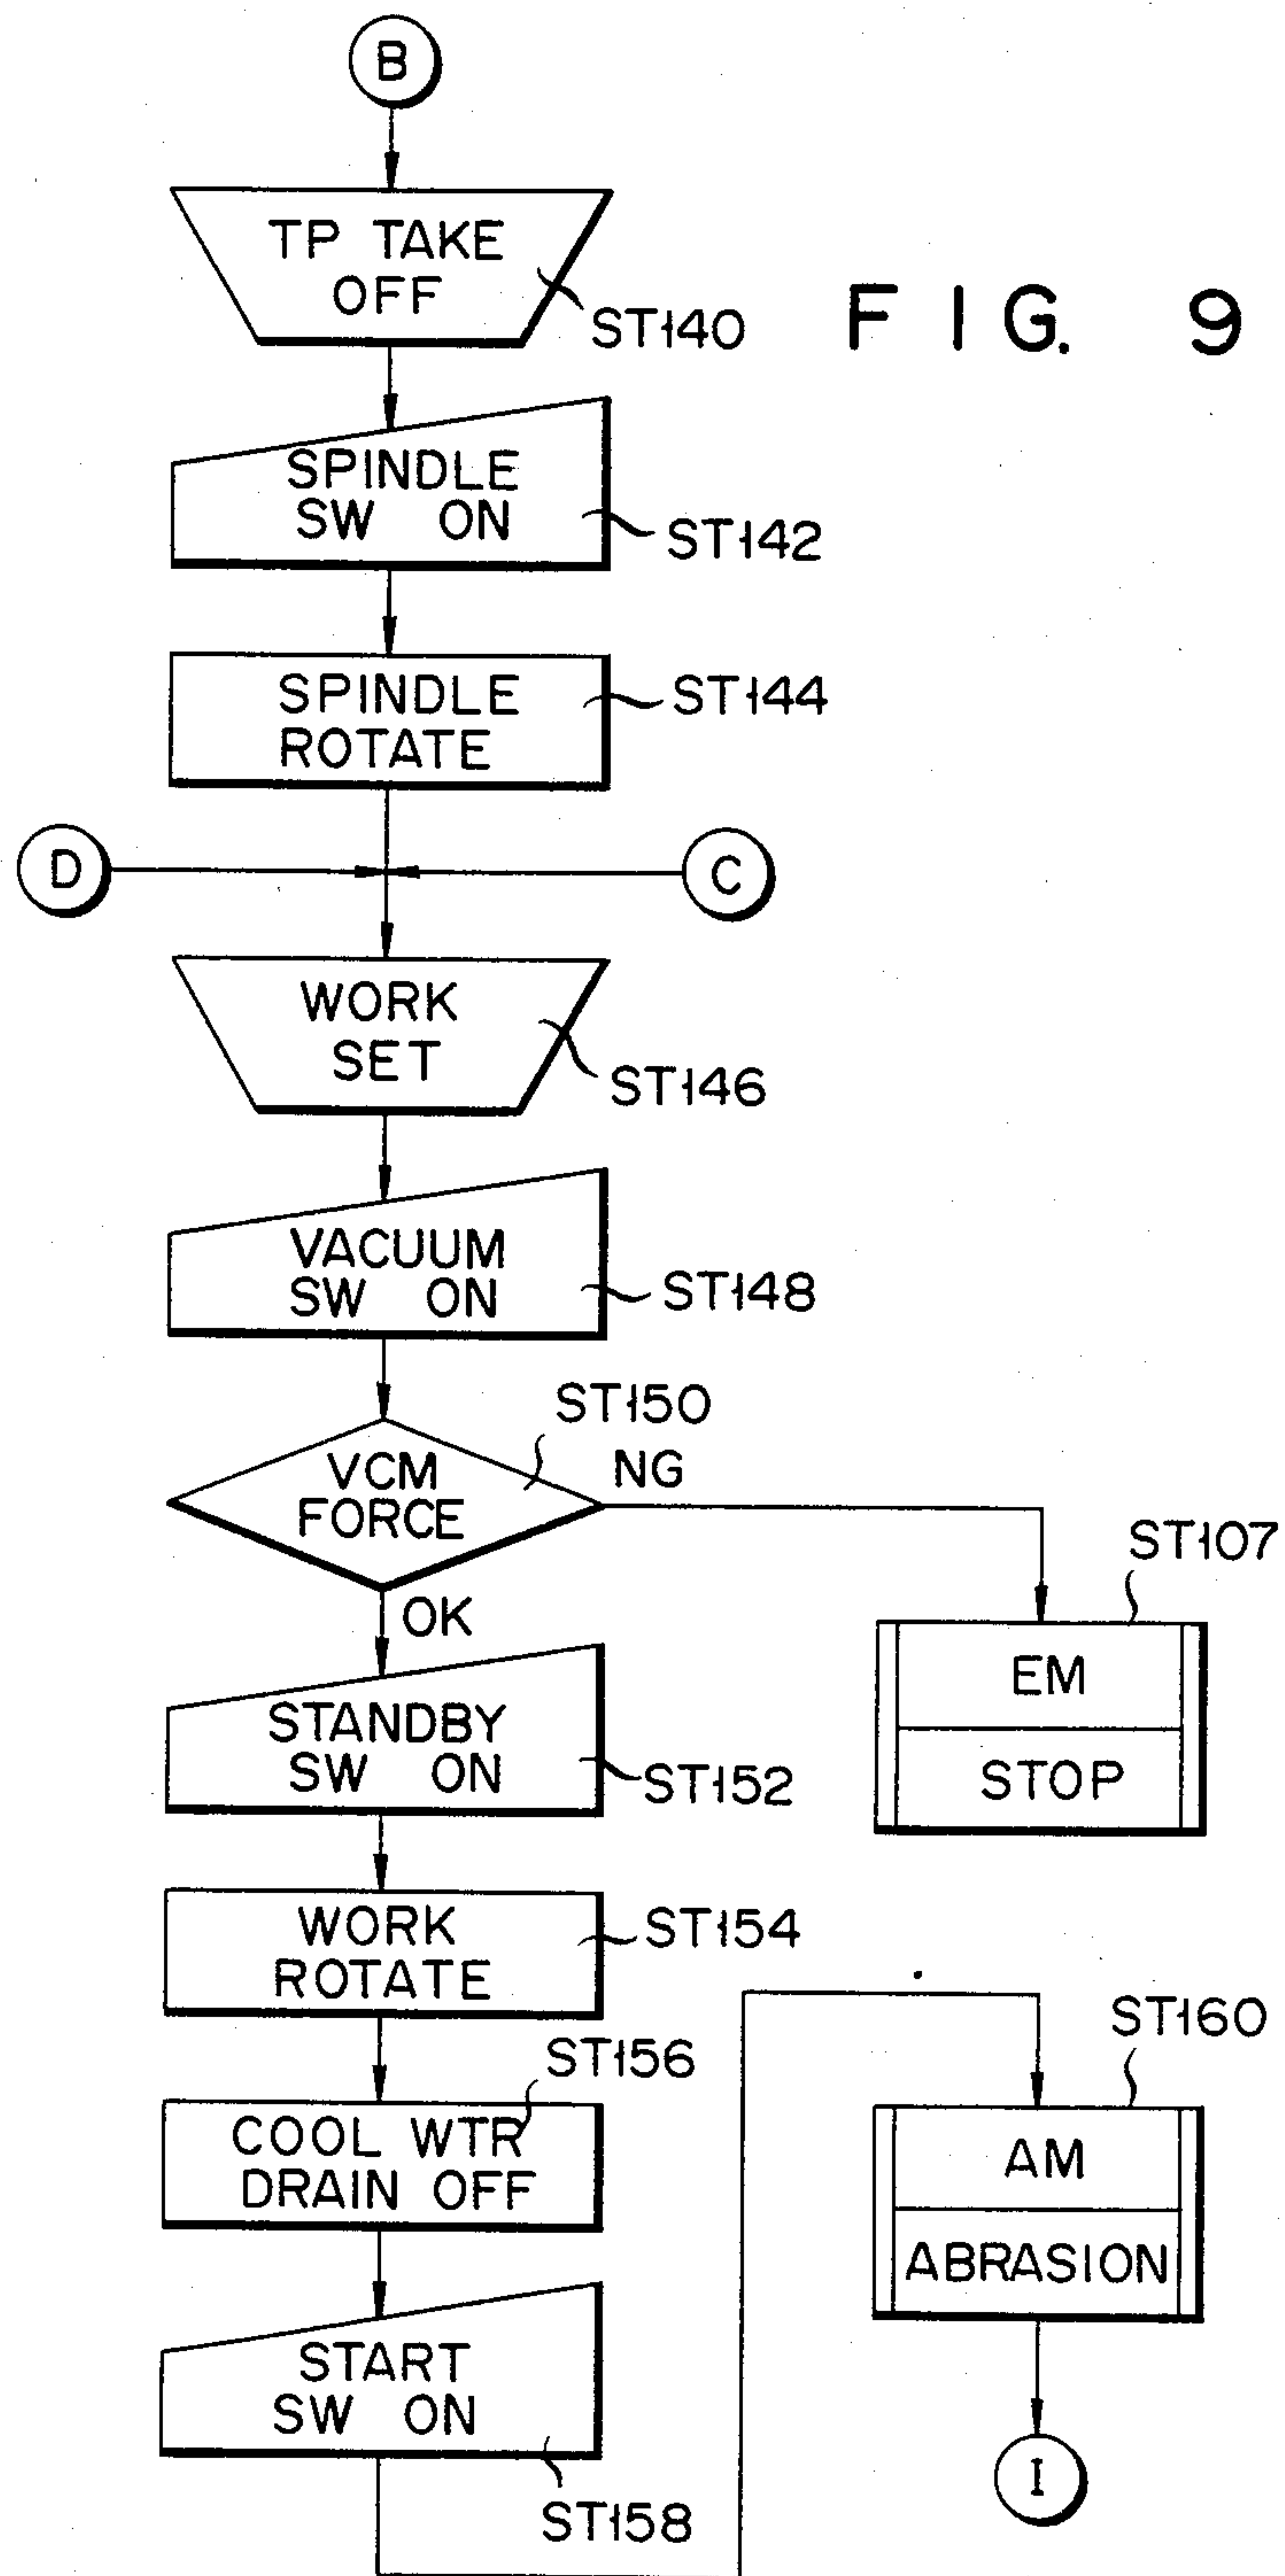 B
TP TAKE
OFF
ST140
FIG. 9
SPINDLE
SW ON
ST142
SPINDLE
ROTATE
ST144
D
C
WORK
SET
ST146
VACUUM
SW ON
ST148
ST150
VCM
FORCE
NG
OK
ST107
EM
STOP
STANDBY
SW ON
ST152
WORK
ROTATE
ST154
ST156
COOL WTR
DRAIN OFF
ST160
AM
ABRASION
START
SW ON
ST158
I